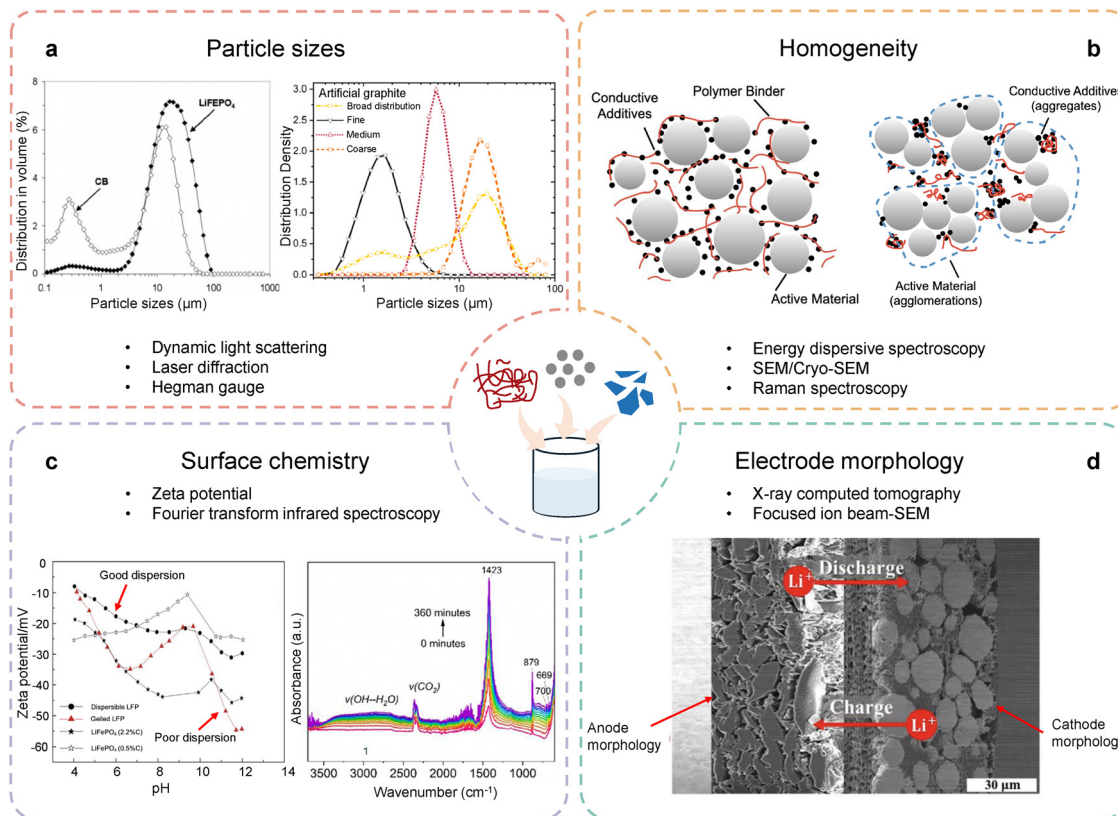 a
Particle sizes
Distribution in volume (%)
8
6
4
2
0
LiFEPO₄
CB
0.1
1
10
100
1000
Particle sizes (µm)
Distribution Density
3.0
2.5
2.0
1.5
1.0
0.5
0.0
Artificial graphite
Broad distribution
Fine
Medium
Coarse
1
10
100
Particle sizes (µm)
• Dynamic light scattering
• Laser diffraction
• Hegman gauge
Homogeneity
b
Conductive
Additives
Polymer Binder
Active Material
Conductive Additives
(aggregates)
Active Material
(agglomerations)
• Energy dispersive spectroscopy
• SEM/Cryo-SEM
• Raman spectroscopy
c
Surface chemistry
• Zeta potential
• Fourier transform infrared spectroscopy
Zeta potential/mV
0
-10
-20
-30
-40
-50
-60
Good dispersion
Dispersible LFP
Gelled LFP
LiFePO₄ (2.2%C)
LiFePO₄ (0.5%C)
Poor dispersion
4
6
8
10
12
14
pH
Absorbance (a.u.)
1423
360 minutes
0 minutes
ν(OH–H₂O)
ν(CO₂)
879
669
700
1
3500
3000
2500
2000
1500
1000
Wavenumber (cm⁻¹)
Electrode morphology
d
• X-ray computed tomography
• Focused ion beam-SEM
Li⁺
Discharge
Charge
Li⁺
Anode
morphology
Cathode
morphology
30 µm